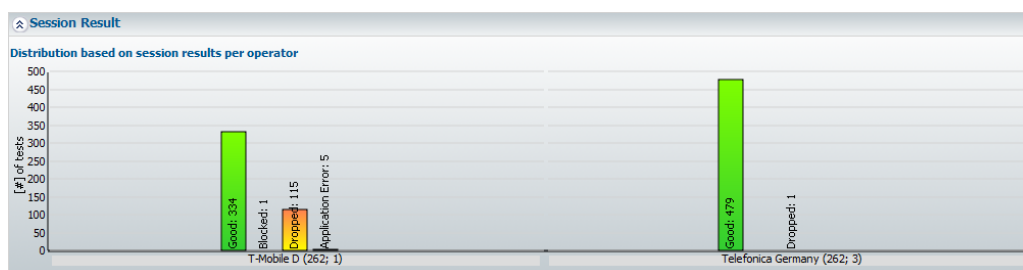 Session Result
Distribution based on session results per operator
500
450
400
350
300
250
200
150
100
50
0
[#] of tests
Good: 334
Blocked: 1
Dropped: 115
Application Error: 5
Good: 479
Dropped: 1
T-Mobile D (262; 1)
Telefonica Germany (262; 3)